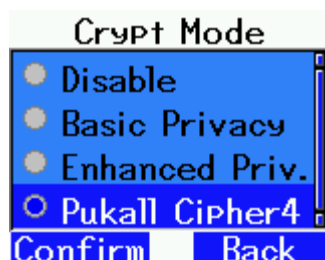 Crypt Mode
Disable
Basic Privacy
Enhanced Priv.
Pukall Cipher4
Confirm Back